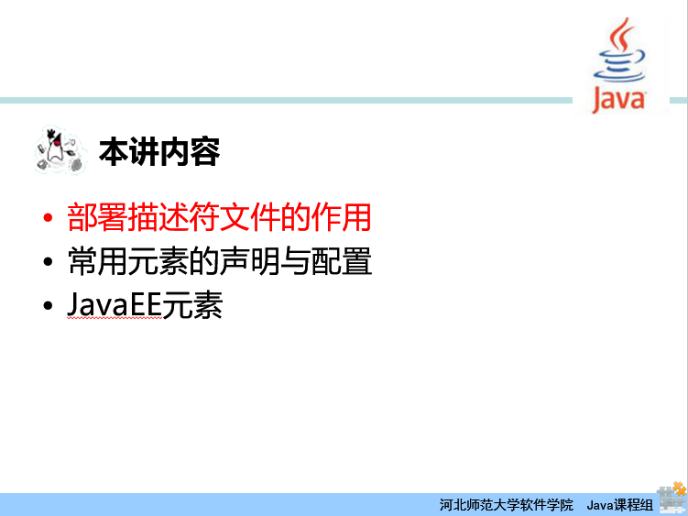 Java
本讲内容
• 部署描述符文件的作用
• 常用元素的声明与配置
• JavaEE元素
河北师范大学软件学院 Java课程组